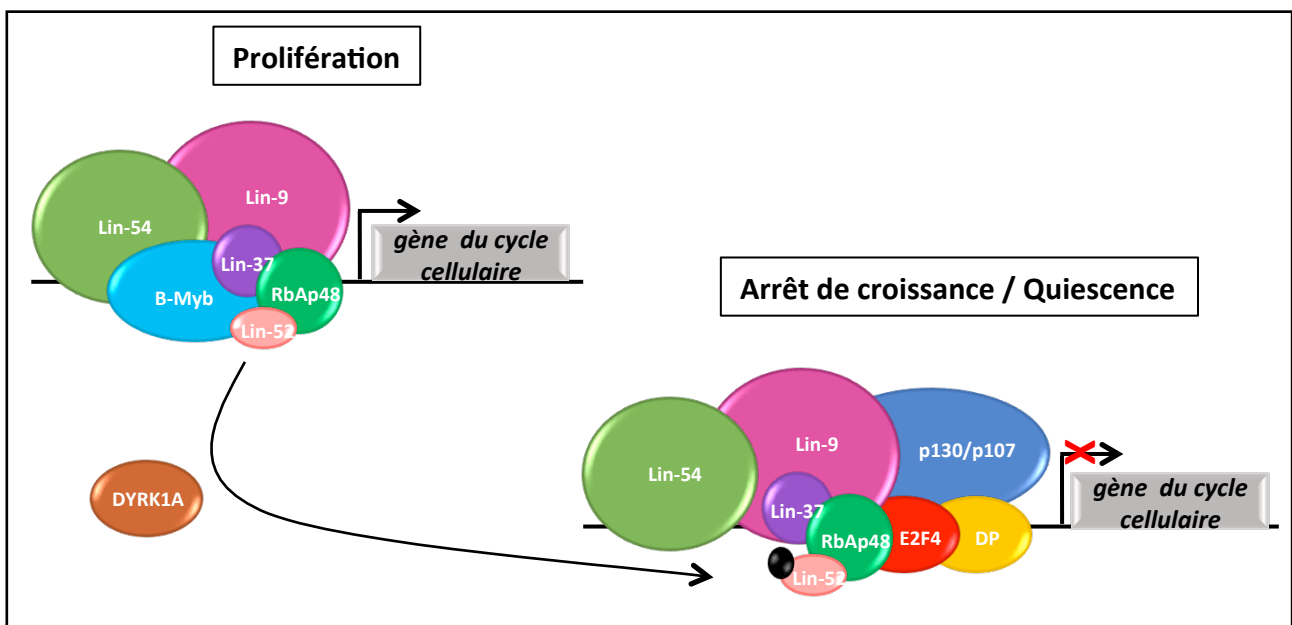 Prolifération
Lin-9
Lin-54
gène du cycle
cellulaire
Lin-37
B-Myb
RbAp48
Lin-52
Arrêt de croissance / Quiescence
Lin-9
p130/p107
Lin-54
DYRK1A
gène du cycle
cellulaire
Lin-37
RbAp48
E2F4
DP
Lin-52